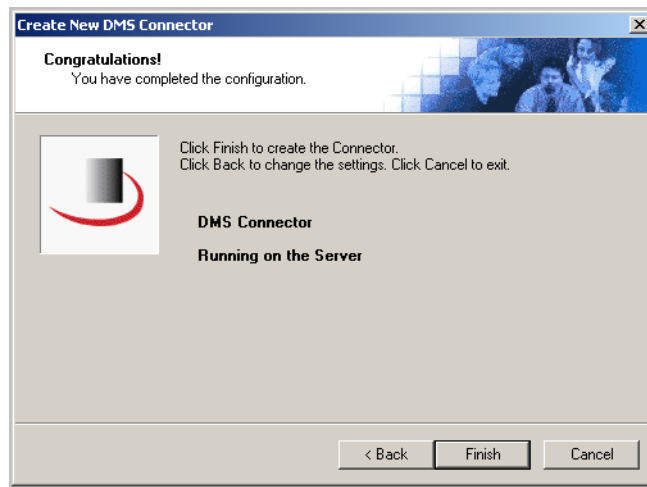 Create New DMS Connector
Congratulations!
You have completed the configuration.
Click Finish to create the Connector.
Click Back to change the settings. Click Cancel to exit.
DMS Connector
Running on the Server
< Back
Finish
Cancel